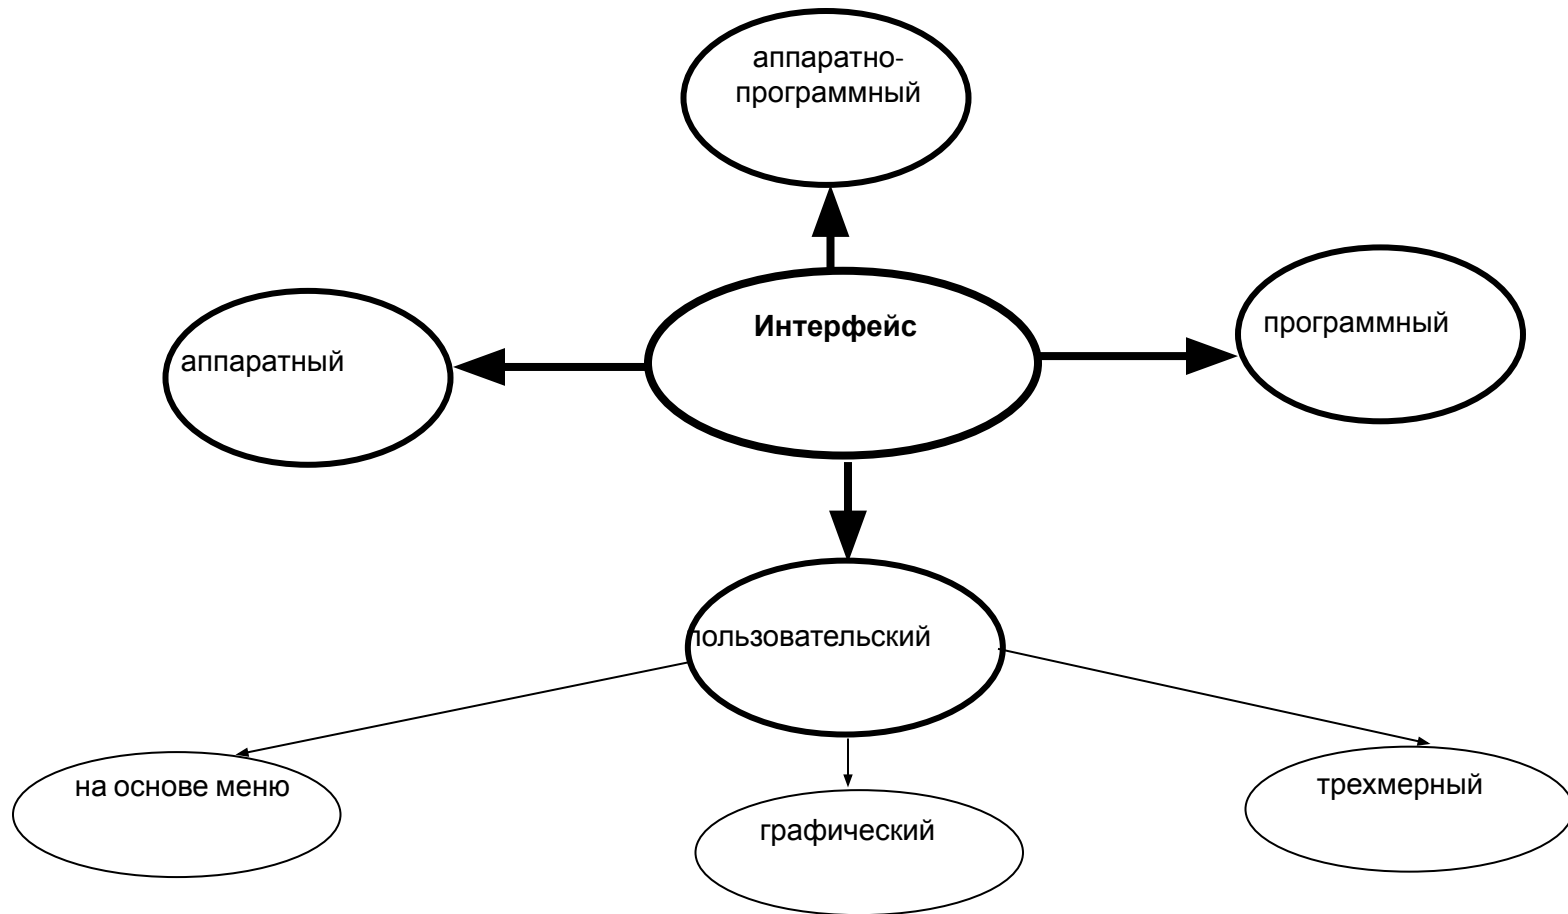 аппаратно-
программный
Интерфейс
программный
аппаратный
пользовательский
на основе меню
графический
трехмерный